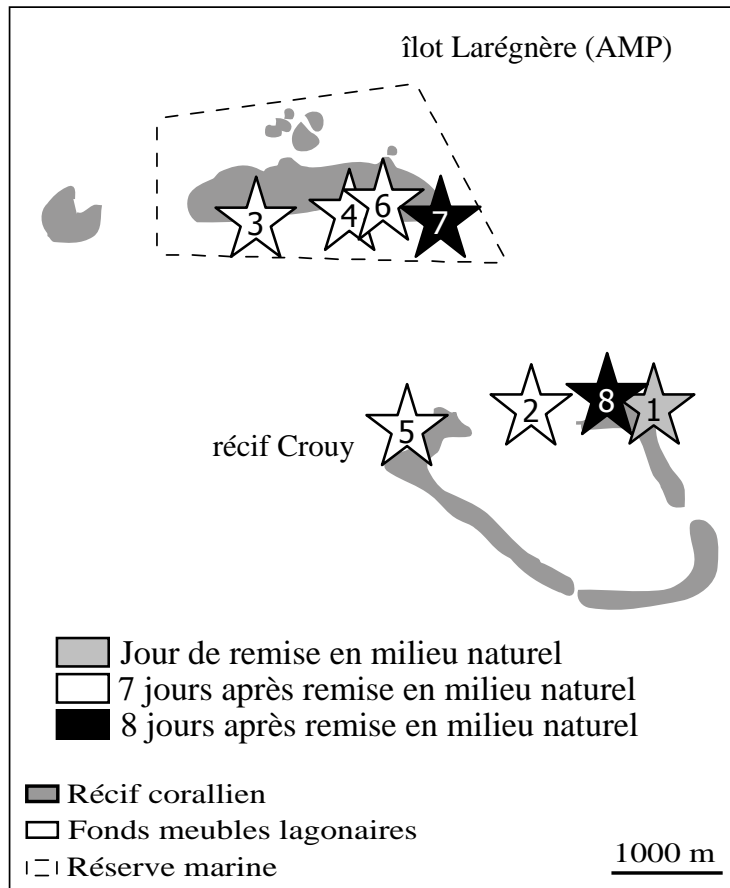 îlot Larégnère (AMP)
3
4
6
7
5
2
8
1
récif Crouy
Jour de remise en milieu naturel
7 jours après remise en milieu naturel
8 jours après remise en milieu naturel
Récif corallien
Fonds meubles lagonaires
Réserve marine
1000 m